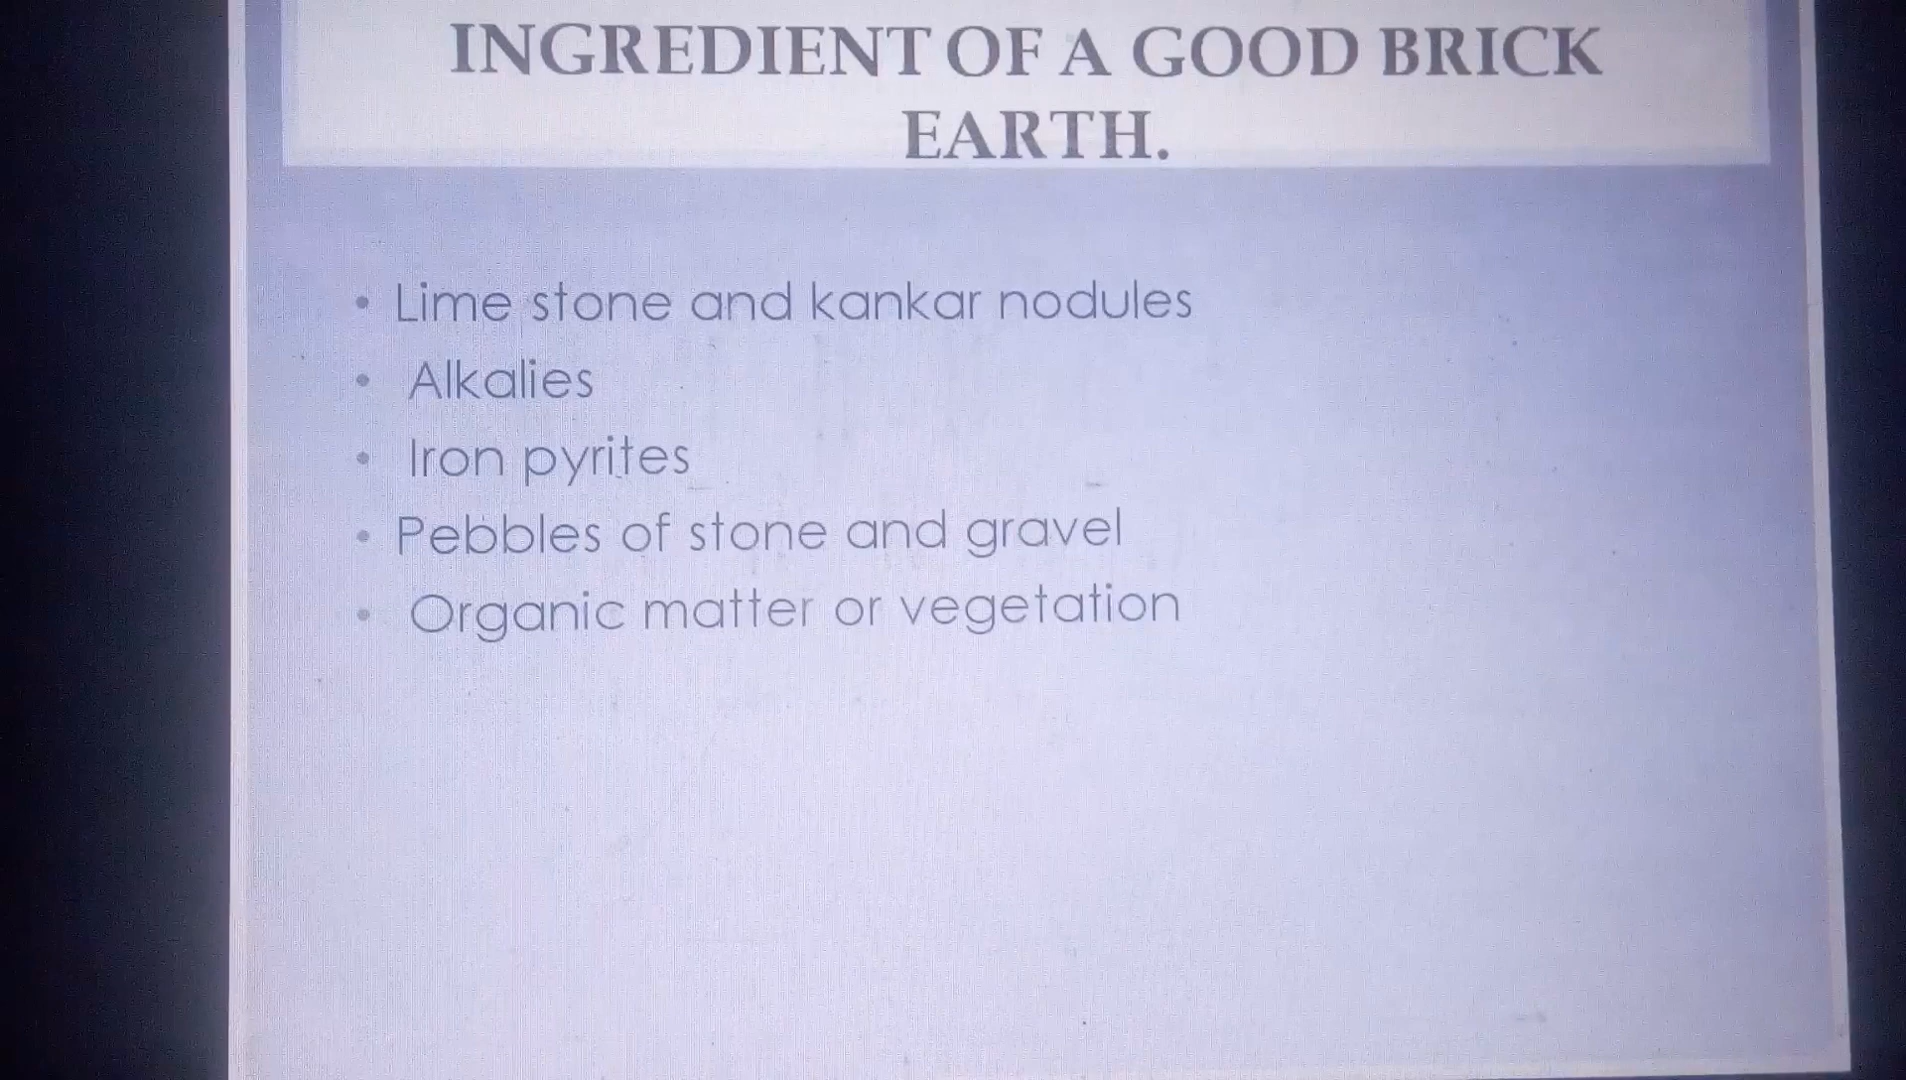 INGREDIENT OF A GOOD BRICK
EARTH.
• Lime stone and kankar nodules
• Alkalies
• Iron pyrites
• Pebbles of stone and gravel
• Organic matter or vegetation